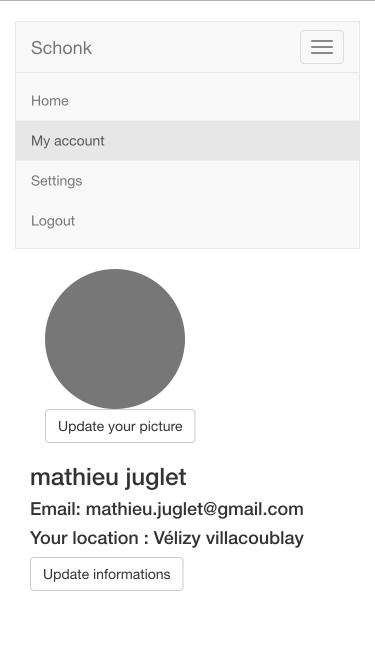 Schonk
Home
My account
Settings
Logout
Update your picture
mathieu juglet
Email: mathieu.juglet@gmail.com
Your location : Vélizy villacoublay
Update informations